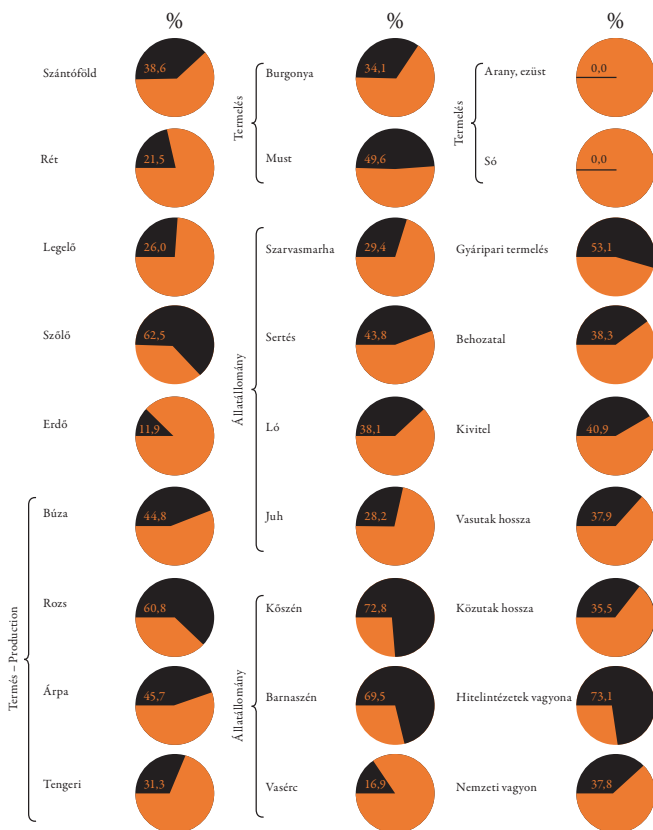 %
Szántóföld
38,6
Rét
21,5
Legelő
26,0
Szőlő
62,5
Erdő
11,9
Termés – Production
Búza
44,8
Rozs
60,8
Árpa
45,7
Tengeri
31,3
%
Termelés
Burgonya
34,1
Must
49,6
Állatállomány
Szarvasmarha
29,4
Sertés
43,8
Ló
38,1
Juh
28,2
Állatállomány
Kőszén
72,8
Barnaszén
69,5
Vasérc
16,9
%
Termelés
Arany, ezüst
0,0
Só
0,0
Gyáripari termelés
53,1
Behozatal
38,3
Kivitel
40,9
Vasutak hossza
37,9
Közutak hossza
35,5
Hitelintézetek vagyona
73,1
Nemzeti vagyon
37,8